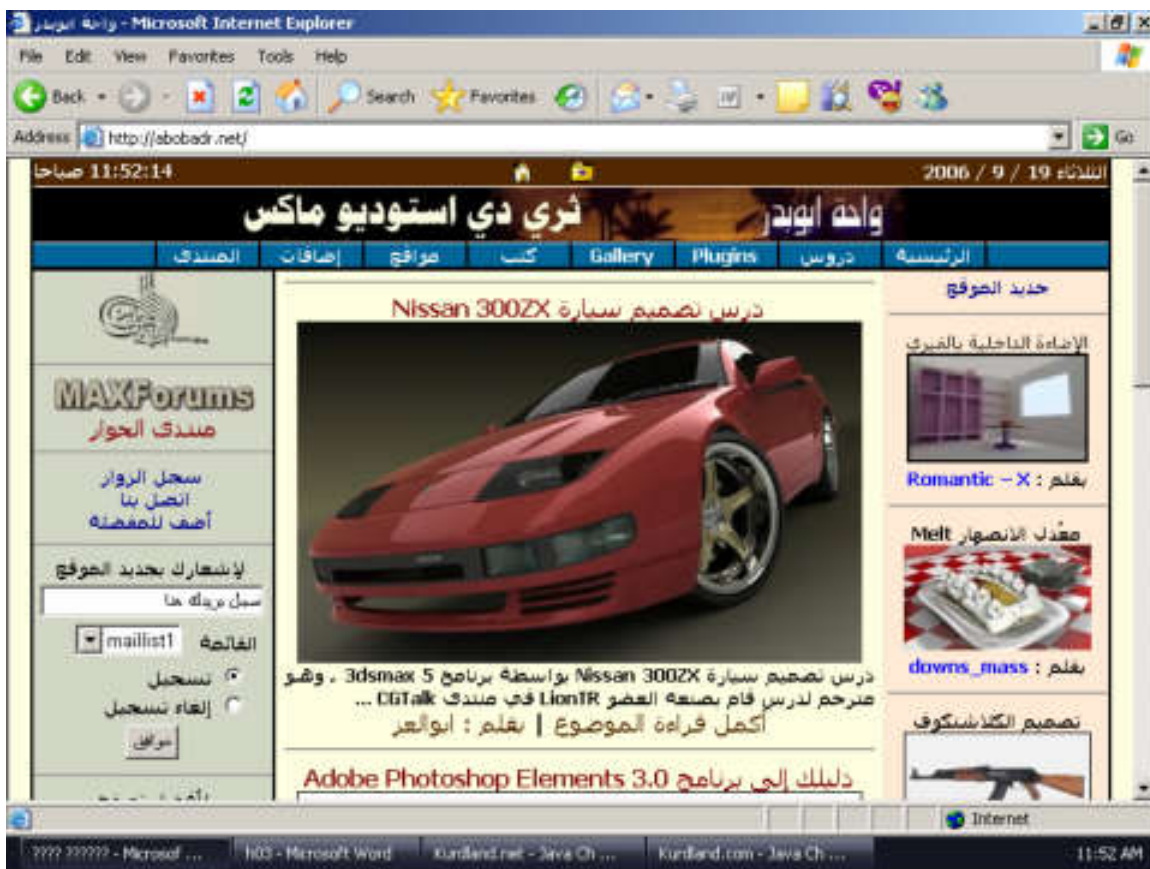 واحة ابوبدر - Microsoft Internet Explorer
File Edit View Favorites Tools Help
Back Search Favorites
Address http://abobadr.net/ Go
الثلاثاء 19 / 9 / 2006 11:52:14 صباحا
واحة ابوبدر ثري دي استوديو ماكس
الرئيسية دروس Plugins Gallery كتب مواقع إضافات المنتدى
جديد الموقع
الإضاءة الداخلية بالفيري
بقلم : Romantic – X
معُدل الانصهار Melt
بقلم : downs_mass
تصميم الكلاشنكوف
درس تصميم سيارة Nissan 300ZX
درس تصميم سيارة Nissan 300ZX بواسطة برنامج 3dsmax 5 ، وهو
مترجم لدرس قام بصنعه العضو LionTR في منتدى CGTalk ...
أكمل قراءة الموضوع | بقلم : ابوالعز
دليلك إلى برنامج Adobe Photoshop Elements 3.0
MAXForums
منتدى الحوار
سجل الزوار
اتصل بنا
أضف للمفضلة
لإشعارك بجديد الموقع
سجل بريدك هنا
القائمة maillist1
تسجيل
إلغاء تسجيل
موافق
Internet
???? ?????? - Microsof ... h03 - Microsoft Word Kurdland.net - Java Ch ... Kurdland.com - Java Ch ... 11:52 AM